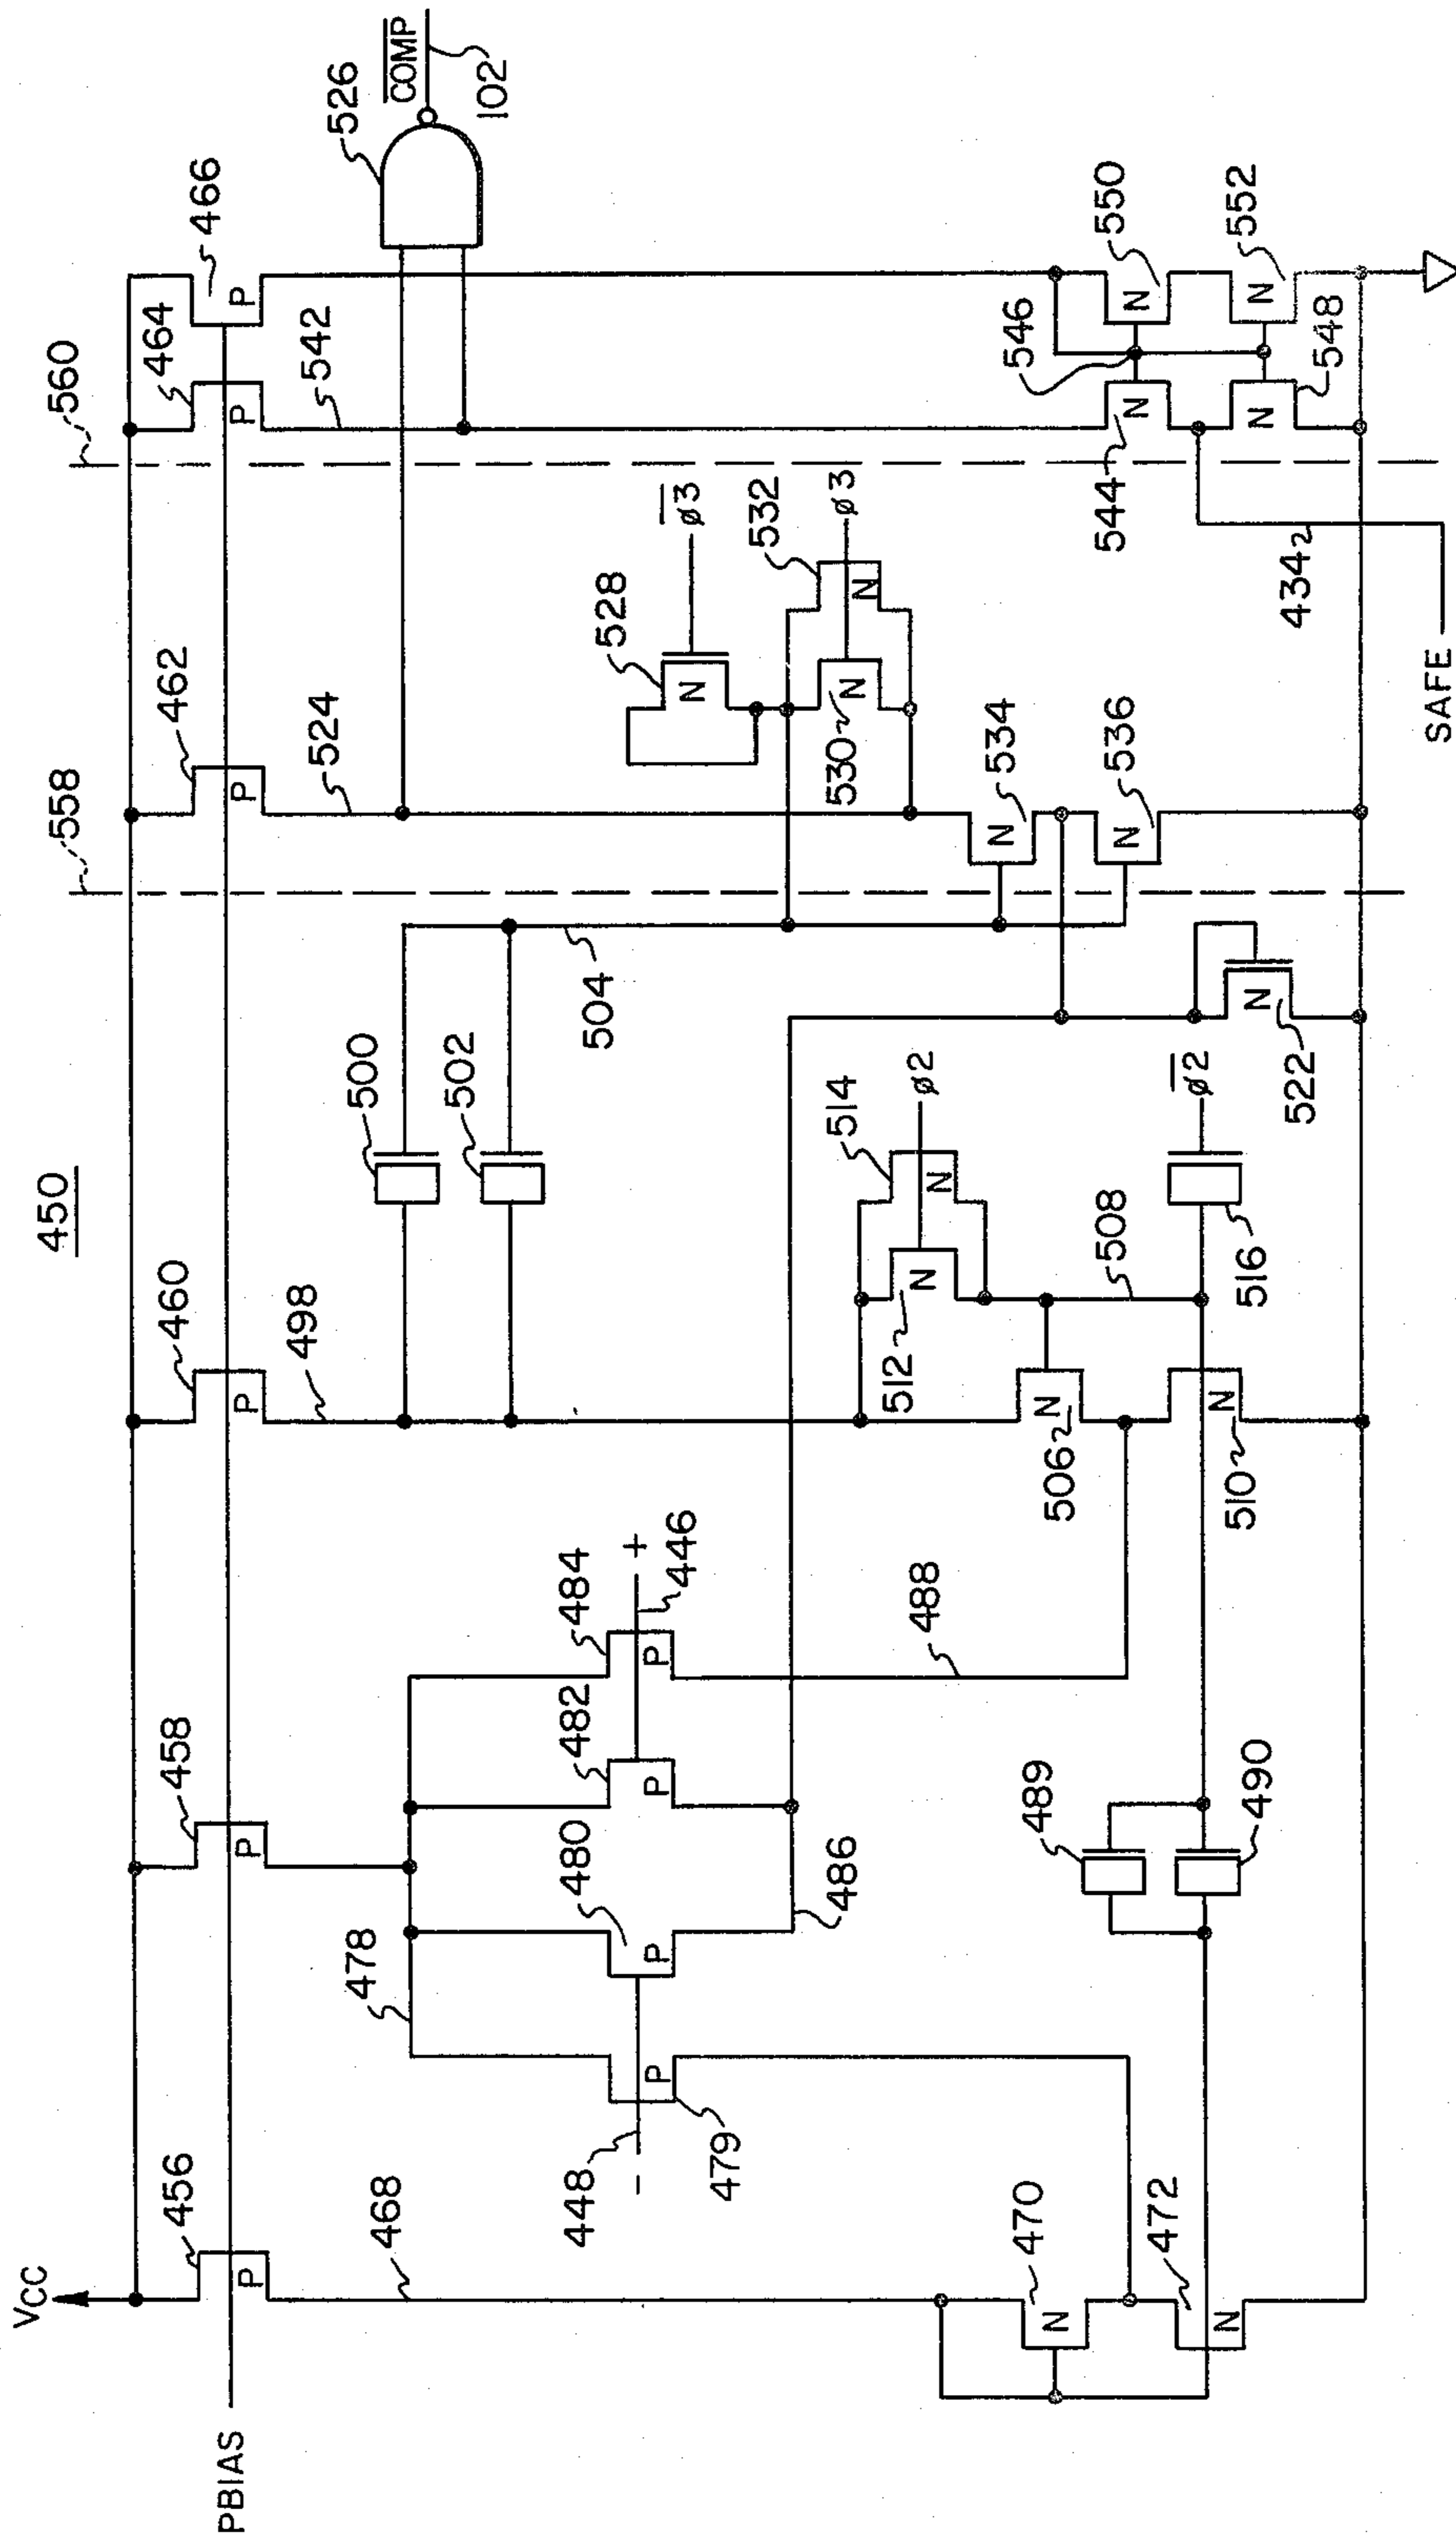 450
VCC
PBIAS
456
458
460
462
464
466
558
560
P
P
P
P
P
P
468
478
498
524
542
526
COMP
102
500
502
504
448
-
479
480
482
484
+
446
P
P
P
P
486
488
528
N
ø3
532
N
ø3
530
N
514
N
ø2
512
N
534
N
536
N
544
N
546
550
N
552
N
548
N
470
N
472
N
489
490
506
N
508
510
N
516
ø2
522
N
434
SAFE